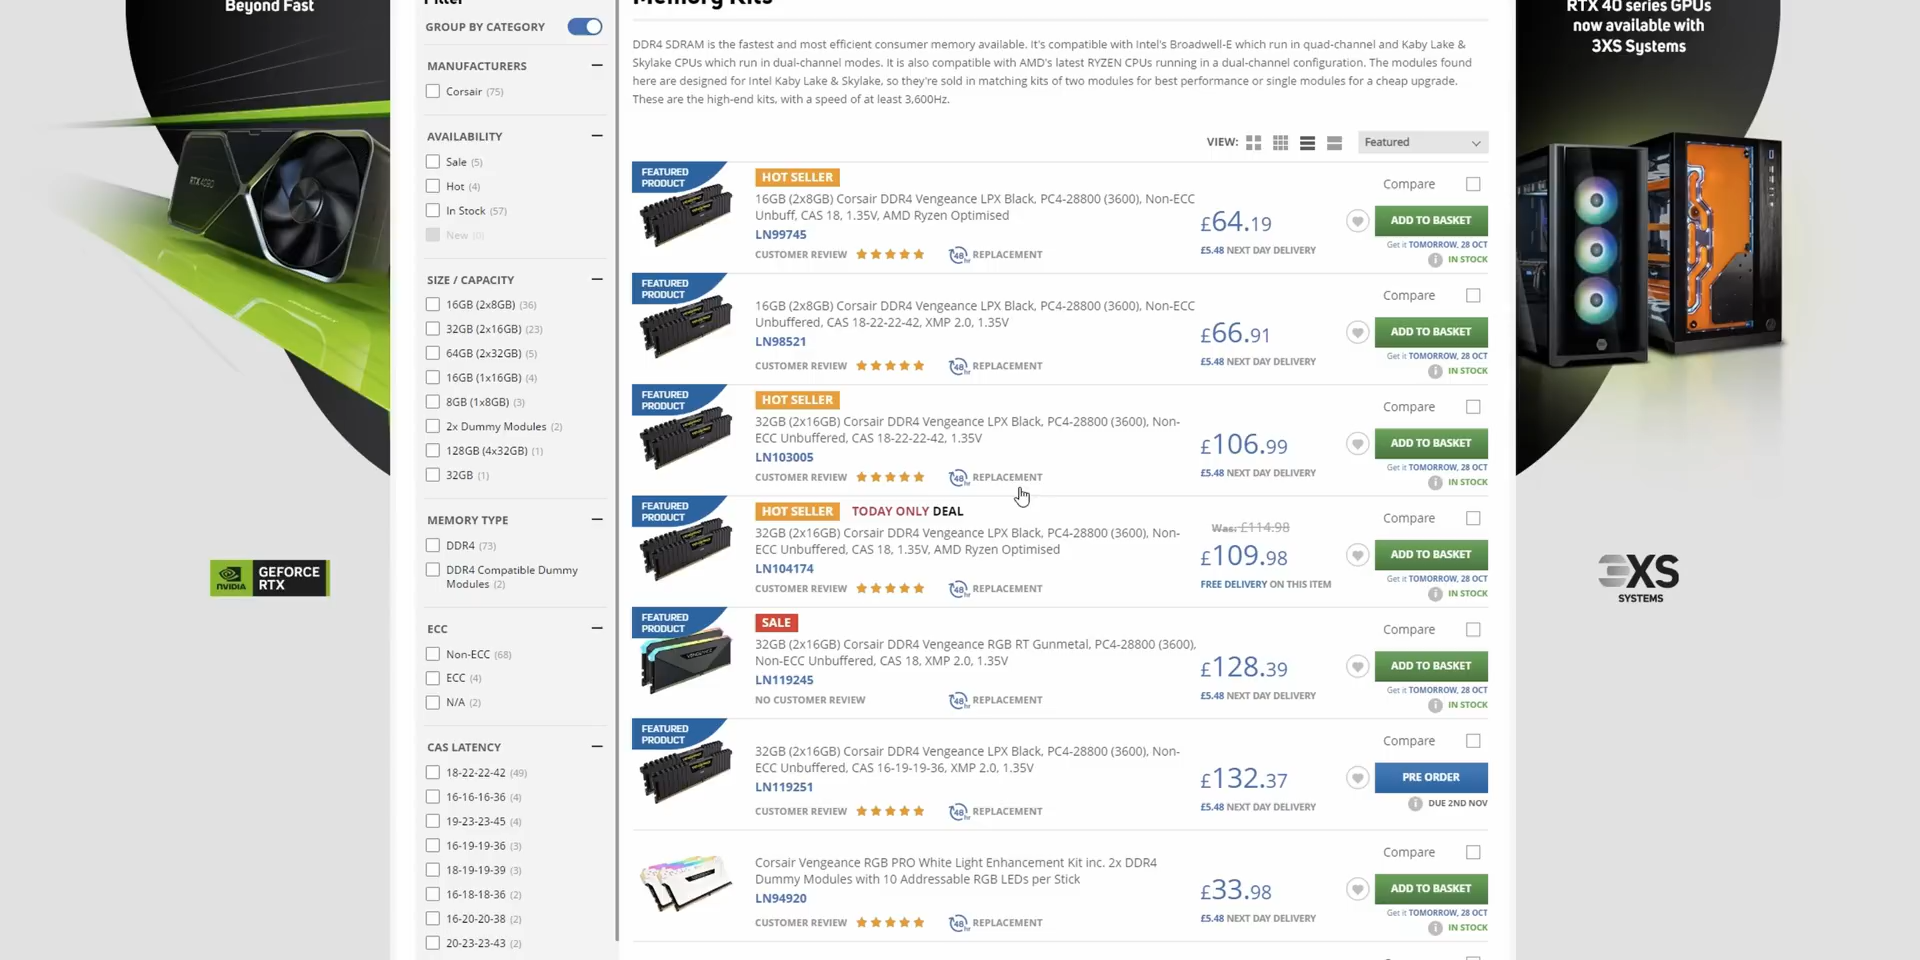 Beyond Fast
GROUP BY CATEGORY
MANUFACTURERS
Corsair (75)
AVAILABILITY
Sale (5)
Hot (4)
In Stock (57)
New (0)
SIZE / CAPACITY
16GB (2x8GB) (36)
32GB (2x16GB) (23)
64GB (2x32GB) (5)
16GB (1x16GB) (4)
8GB (1x8GB) (3)
2x Dummy Modules (2)
128GB (4x32GB) (1)
32GB (1)
MEMORY TYPE
DDR4 (73)
DDR4 Compatible Dummy
Modules (2)
ECC
Non-ECC (68)
ECC (4)
N/A (2)
CAS LATENCY
18-22-22-42 (49)
16-16-16-36 (4)
19-23-23-45 (4)
16-19-19-36 (3)
18-19-19-39 (3)
16-18-18-36 (2)
16-20-20-38 (2)
20-23-23-43 (2)
Memory Kits
DDR4 SDRAM is the fastest and most efficient consumer memory available. It's compatible with Intel's Broadwell-E which run in quad-channel and Kaby Lake &
Skylake CPUs which run in dual-channel modes. It is also compatible with AMD's latest RYZEN CPUs running in a dual-channel configuration. The modules found
here are designed for Intel Kaby Lake & Skylake, so they're sold in matching kits of two modules for best performance or single modules for a cheap upgrade.
These are the high-end kits, with a speed of at least 3,600Hz.
VIEW: Featured
FEATURED
PRODUCT
HOT SELLER
16GB (2x8GB) Corsair DDR4 Vengeance LPX Black, PC4-28800 (3600), Non-ECC
Unbuff, CAS 18, 1.35V, AMD Ryzen Optimised
LN99745
CUSTOMER REVIEW 48hr REPLACEMENT
£64.19
£5.48 NEXT DAY DELIVERY
Compare
ADD TO BASKET
Get it TOMORROW, 28 OCT
IN STOCK
FEATURED
PRODUCT
16GB (2x8GB) Corsair DDR4 Vengeance LPX Black, PC4-28800 (3600), Non-ECC
Unbuffered, CAS 18-22-22-42, XMP 2.0, 1.35V
LN98521
CUSTOMER REVIEW 48hr REPLACEMENT
£66.91
£5.48 NEXT DAY DELIVERY
Compare
ADD TO BASKET
Get it TOMORROW, 28 OCT
IN STOCK
FEATURED
PRODUCT
HOT SELLER
32GB (2x16GB) Corsair DDR4 Vengeance LPX Black, PC4-28800 (3600), Non-
ECC Unbuffered, CAS 18-22-22-42, 1.35V
LN103005
CUSTOMER REVIEW 48hr REPLACEMENT
£106.99
£5.48 NEXT DAY DELIVERY
Compare
ADD TO BASKET
Get it TOMORROW, 28 OCT
IN STOCK
FEATURED
PRODUCT
HOT SELLER TODAY ONLY DEAL
32GB (2x16GB) Corsair DDR4 Vengeance LPX Black, PC4-28800 (3600), Non-
ECC Unbuffered, CAS 18, 1.35V, AMD Ryzen Optimised
LN104174
CUSTOMER REVIEW 48hr REPLACEMENT
Was: £114.98
£109.98
FREE DELIVERY ON THIS ITEM
Compare
ADD TO BASKET
Get it TOMORROW, 28 OCT
IN STOCK
FEATURED
PRODUCT
SALE
32GB (2x16GB) Corsair DDR4 Vengeance RGB RT Gunmetal, PC4-28800 (3600),
Non-ECC Unbuffered, CAS 18, XMP 2.0, 1.35V
LN119245
NO CUSTOMER REVIEW 48hr REPLACEMENT
£128.39
£5.48 NEXT DAY DELIVERY
Compare
ADD TO BASKET
Get it TOMORROW, 28 OCT
IN STOCK
FEATURED
PRODUCT
32GB (2x16GB) Corsair DDR4 Vengeance LPX Black, PC4-28800 (3600), Non-
ECC Unbuffered, CAS 16-19-19-36, XMP 2.0, 1.35V
LN119251
CUSTOMER REVIEW 48hr REPLACEMENT
£132.37
£5.48 NEXT DAY DELIVERY
Compare
PRE ORDER
DUE 2ND NOV
Corsair Vengeance RGB PRO White Light Enhancement Kit inc. 2x DDR4
Dummy Modules with 10 Addressable RGB LEDs per Stick
LN94920
CUSTOMER REVIEW 48hr REPLACEMENT
£33.98
£5.48 NEXT DAY DELIVERY
Compare
ADD TO BASKET
Get it TOMORROW, 28 OCT
IN STOCK
RTX 40 series GPUs
now available with
3XS Systems
NVIDIA
GEFORCE
RTX
3XS
SYSTEMS